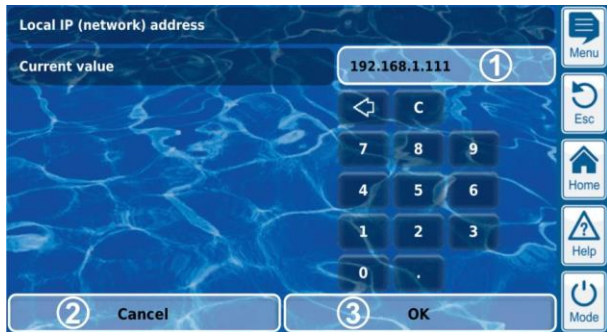 Local IP (network) address
Menu
Current value
192.168.1.111 1
C
Esc
7 8 9
Home
4 5 6
1 2 3
Help
0 .
2 Cancel
3 OK
Mode